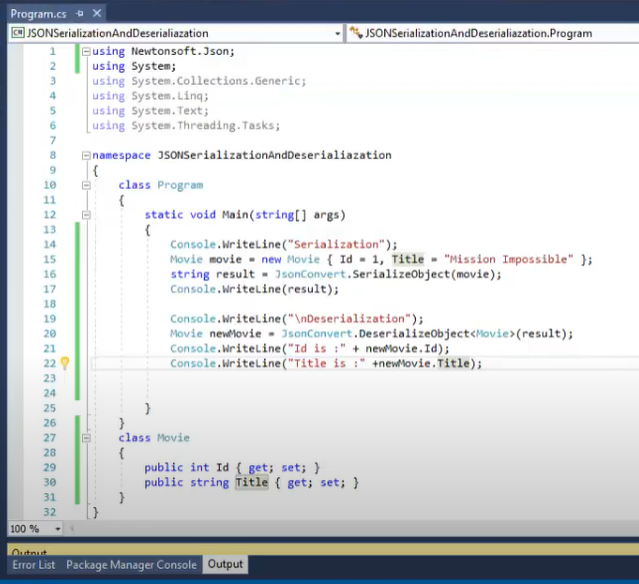 Program.cs
JSONSerializationAndDeserialiazation
JSONSerializationAndDeserialiazation.Program
1 using Newtonsoft.Json;
2 using System;
3 using System.Collections.Generic;
4 using System.Linq;
5 using System.Text;
6 using System.Threading.Tasks;
7
8 namespace JSONSerializationAndDeserialiazation
9 {
10 class Program
11 {
12 static void Main(string[] args)
13 {
14 Console.WriteLine("Serialization");
15 Movie movie = new Movie { Id = 1, Title = "Mission Impossible" };
16 string result = JsonConvert.SerializeObject(movie);
17 Console.WriteLine(result);
18
19 Console.WriteLine("\nDeserialization");
20 Movie newMovie = JsonConvert.DeserializeObject<Movie>(result);
21 Console.WriteLine("Id is :" + newMovie.Id);
22 Console.WriteLine("Title is :" +newMovie.Title);
23
24
25 }
26 }
27 class Movie
28 {
29 public int Id { get; set; }
30 public string Title { get; set; }
31 }
32 }
100 %
Output
Error List Package Manager Console Output